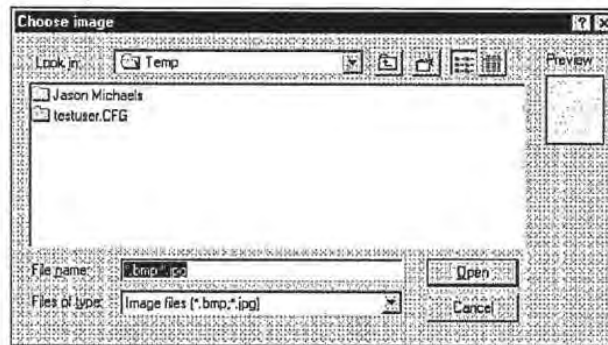 Choose image
Look in: Temp
Preview
Jason Michaels
testuser.CFG
File name: *.bmp;*.jpg
Open
Files of type: Image files (*.bmp;*.jpg)
Cancel